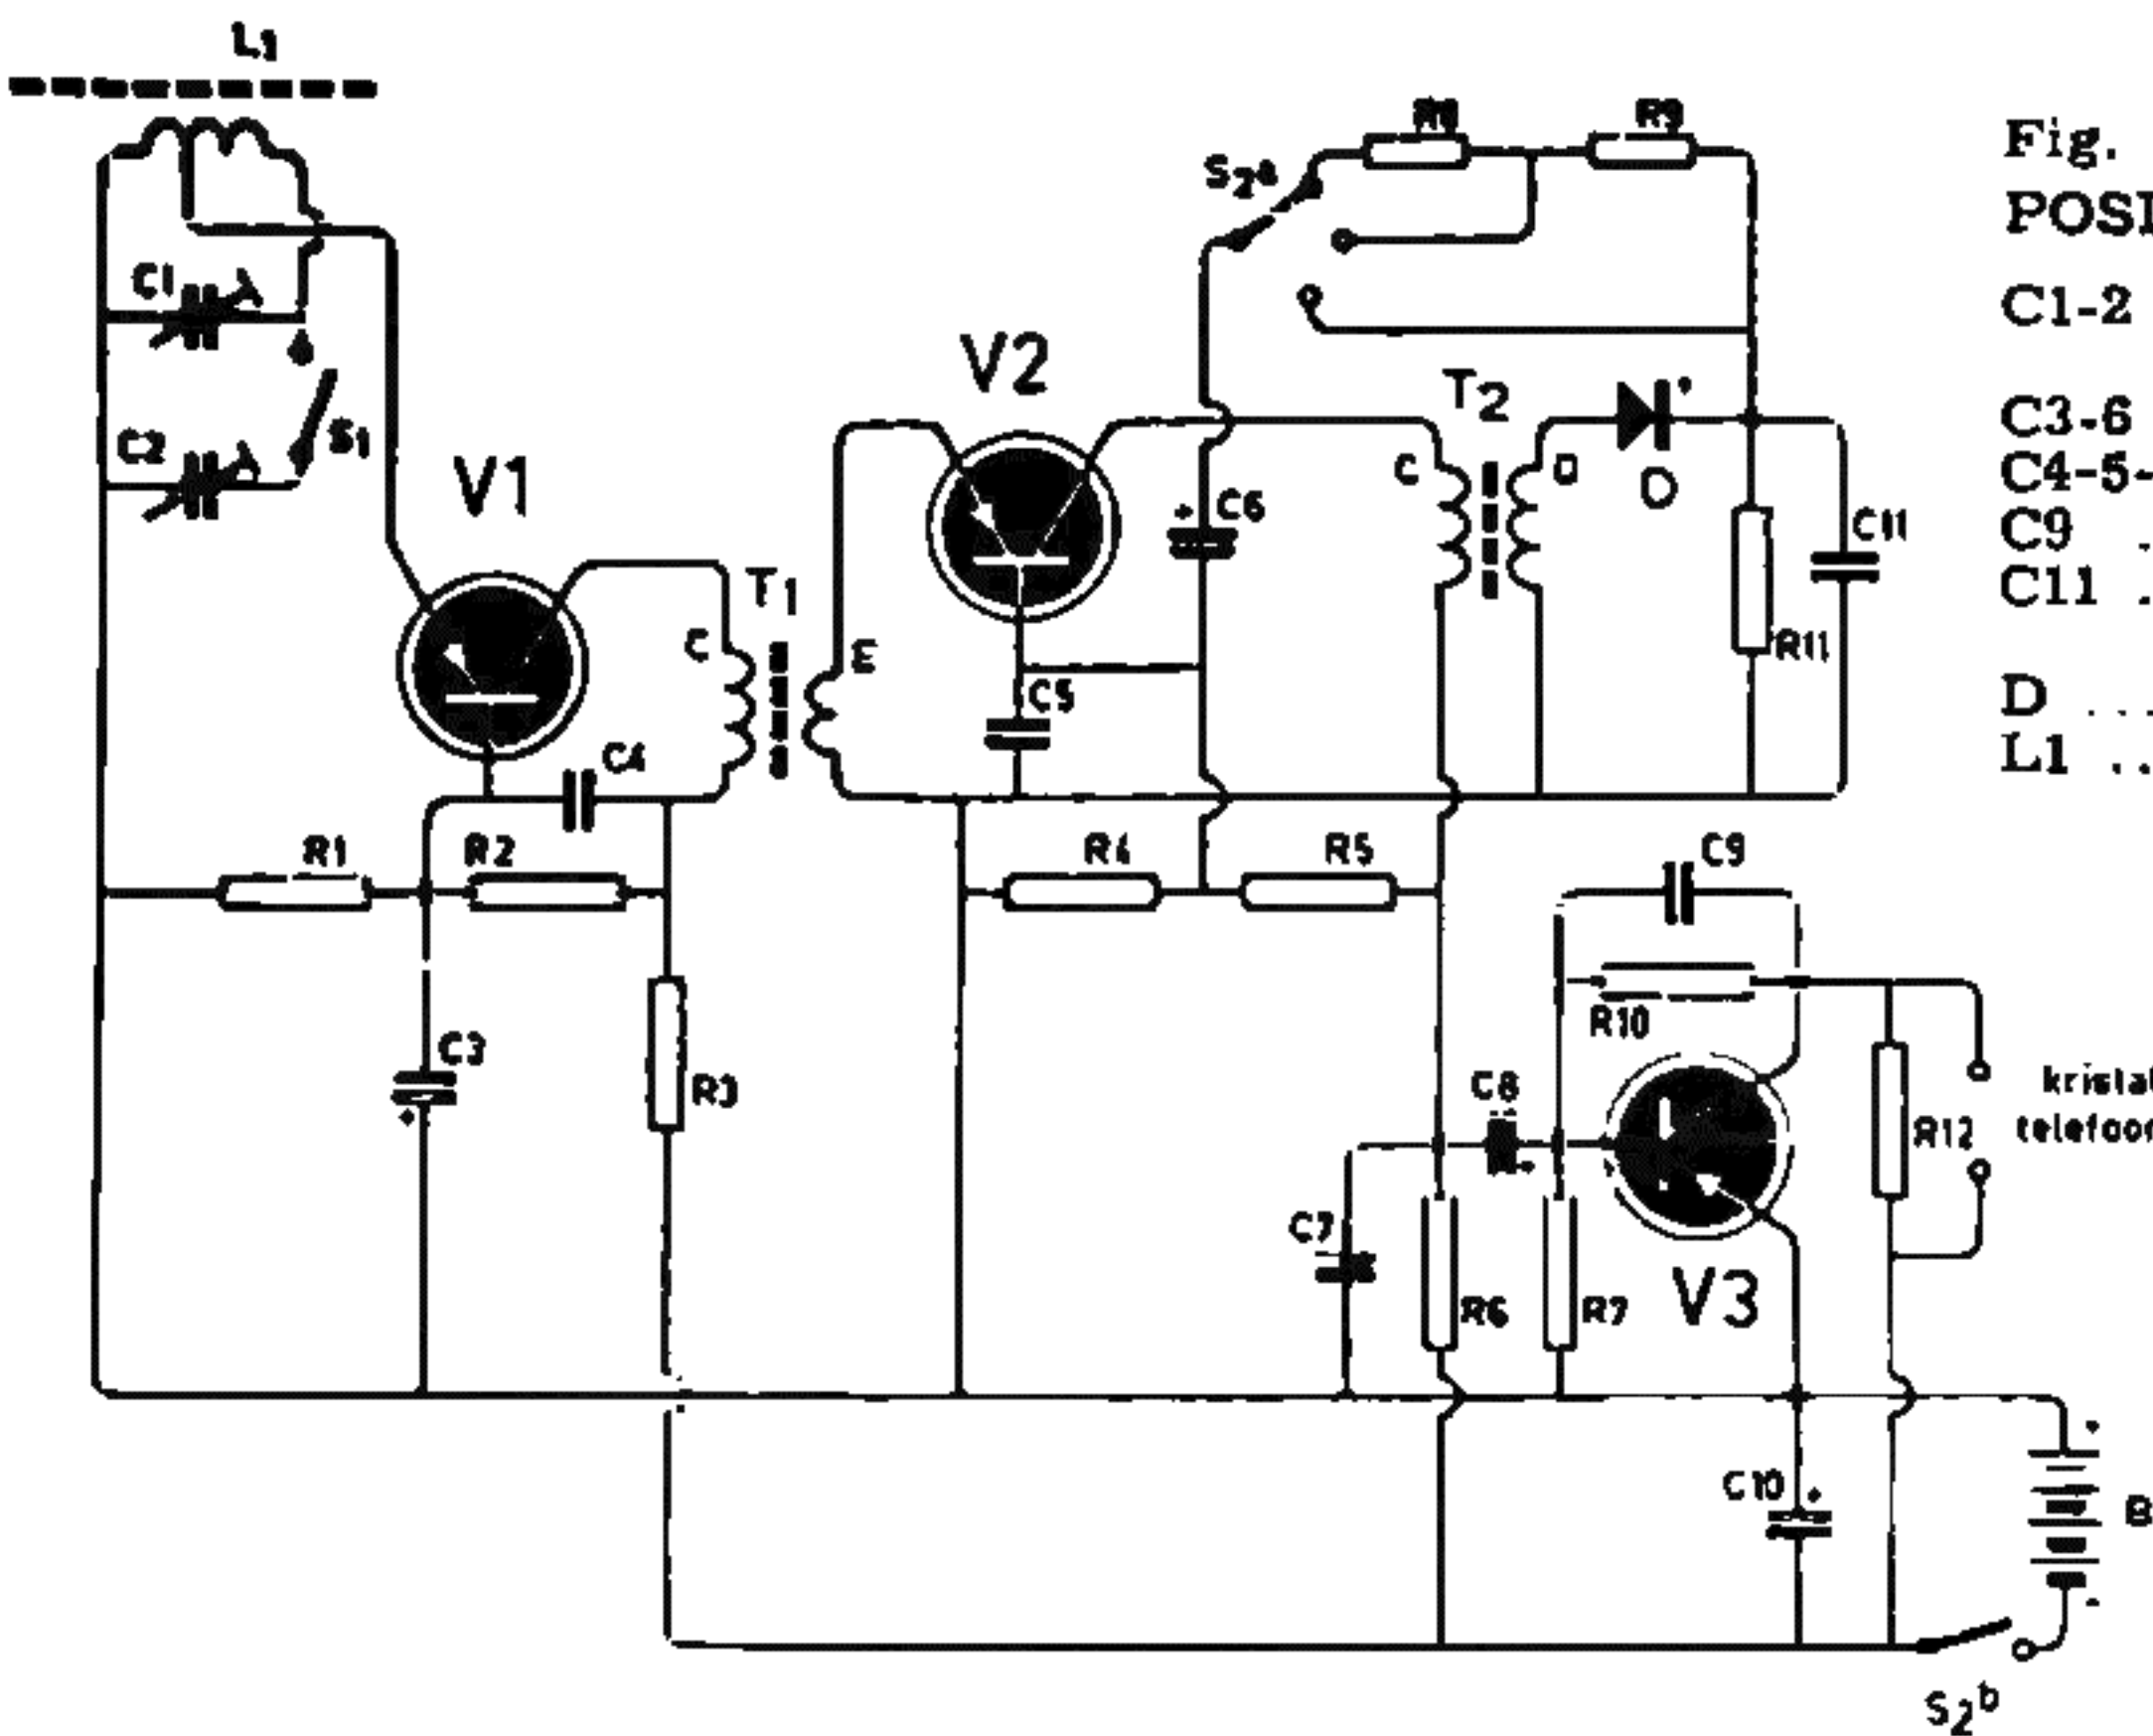 L1
C1
C2
S1
V1
V2
S2a
R9
T2
C
D
C6
C11
R11
T1
C
E
C5
C4
R1
R2
R4
R5
C9
R10
C3
R3
C8
R12
C7
R6
R7
V3
C10
+
-
S2b
Fig.
C1-2
C3-6
C4-5-
C9 .
C11 .
D ...
L1 ..